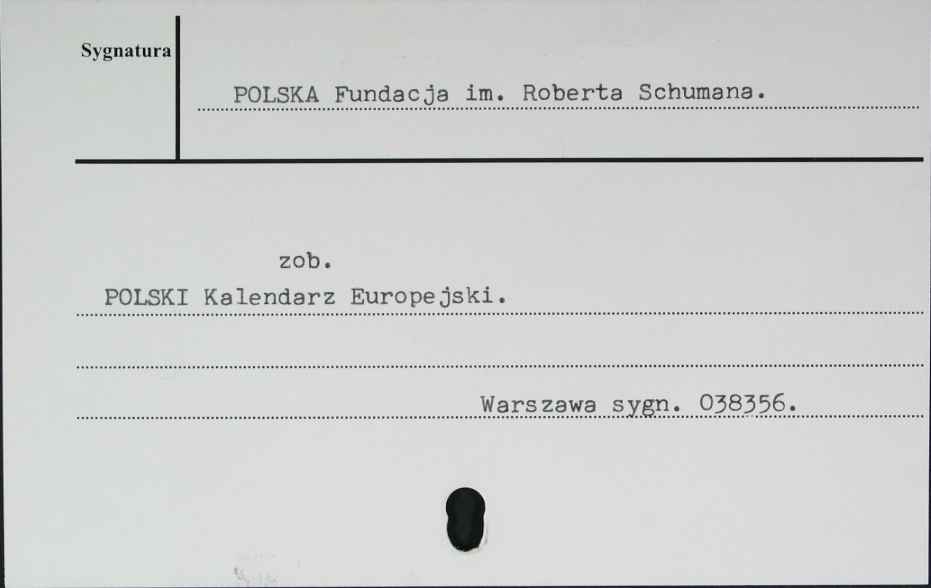 Sygnatura
POLSKA Fundacja im. Roberta Schumana.
zob.
POLSKI Kalendarz Europejski.
Warszawa sygn. 038356.